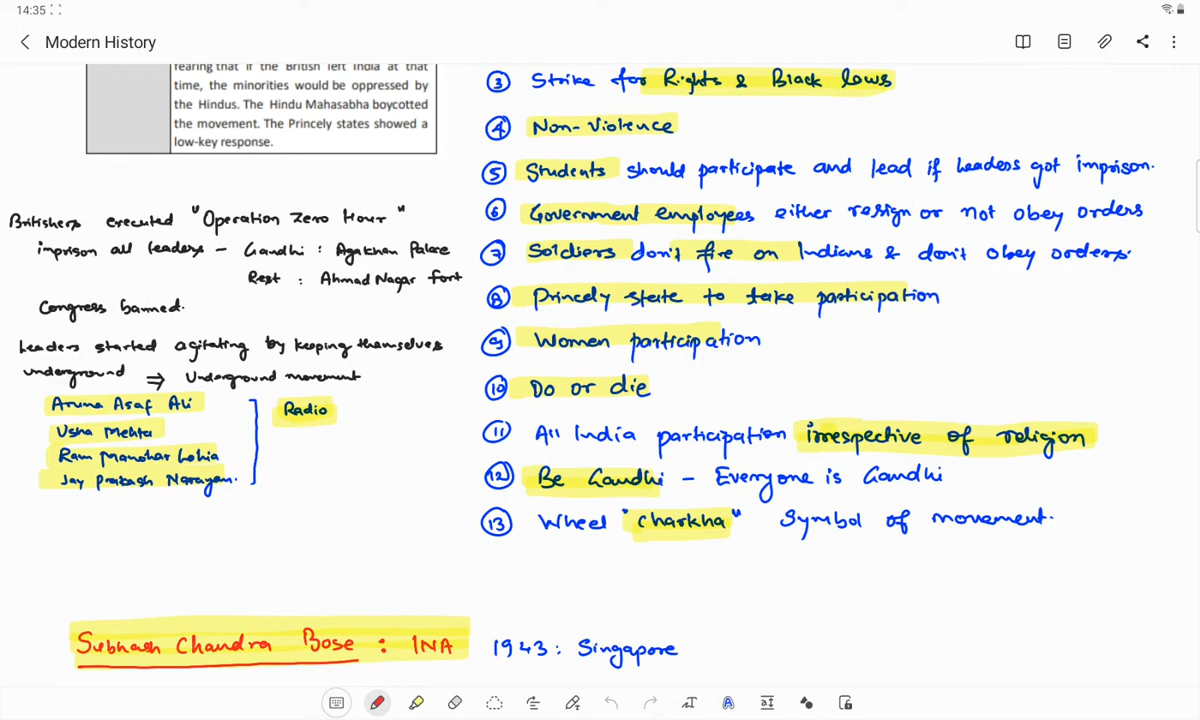 14:35
Modern History
fearing that if the British left India at that
time, the minorities would be oppressed by
the Hindus. The Hindu Mahasabha boycotted
the movement. The Princely states showed a
low-key response.
Britishers executed "Operation Zero Hour"
imprison all leaders - Gandhi : Agakhan Palace
Rest : Ahmad Nagar fort
Congress banned.
Leaders started agitating by keeping themselves
underground ⇒ Underground movement
Aruna Asaf Ali
Usha Mehta
Ram Manohar Lohia
Jay Prakash Narayan.
Radio
③ Strike for Rights & Black laws
④ Non-Violence
⑤ Students should participate and lead if leaders got imprison.
⑥ Government employees either resign or not obey orders
⑦ Soldiers don't fire on Indians & don't obey orders.
⑧ Princely state to take participation
⑨ Women participation
⑩ Do or die
⑪ All India participation irrespective of religion
⑫ Be Gandhi - Everyone is Gandhi
⑬ Wheel "Charkha" Symbol of movement.
Subhash Chandra Bose : INA 1943 : Singapore